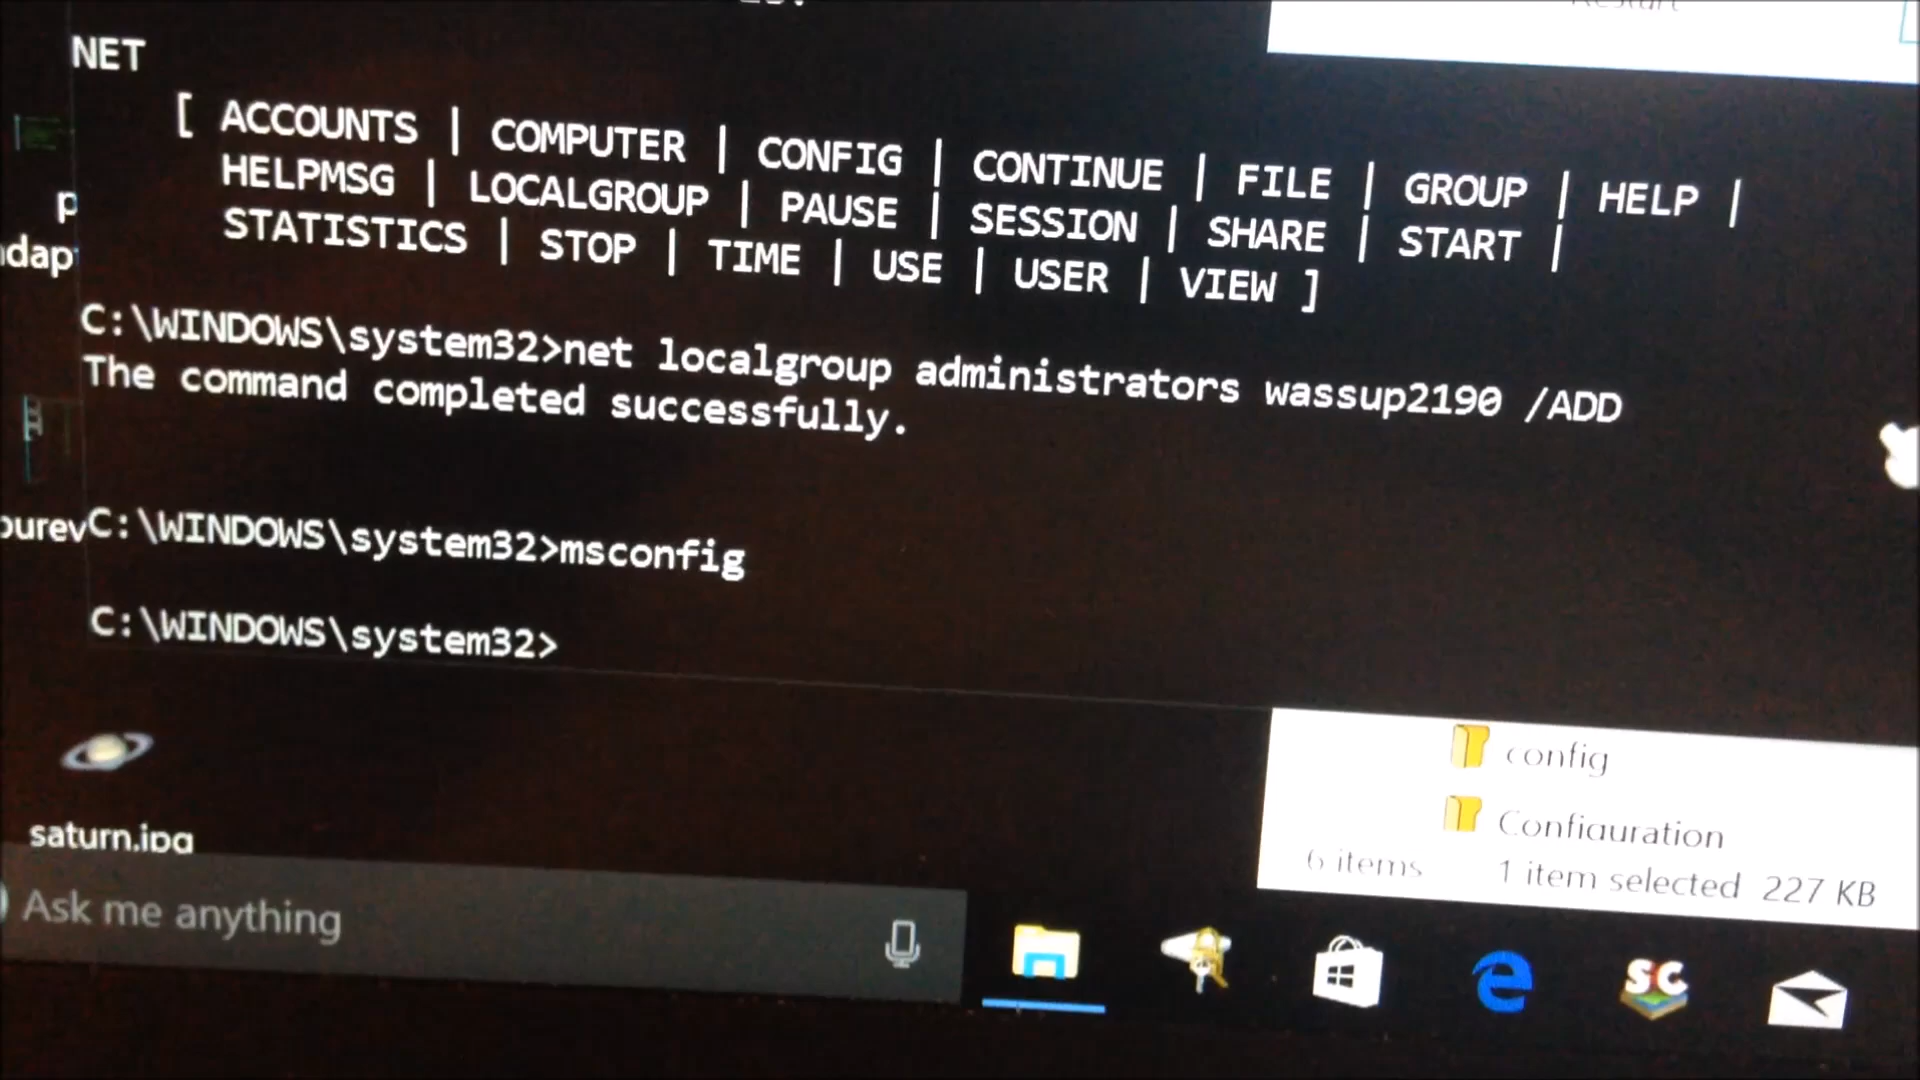 NET
[ ACCOUNTS | COMPUTER | CONFIG | CONTINUE | FILE | GROUP | HELP |
HELPMSG | LOCALGROUP | PAUSE | SESSION | SHARE | START |
STATISTICS | STOP | TIME | USE | USER | VIEW ]
C:\WINDOWS\system32>net localgroup administrators wassup2190 /ADD
The command completed successfully.
C:\WINDOWS\system32>msconfig
C:\WINDOWS\system32>
saturn.jpg
config
Configuration
6 items 1 item selected 227 KB
Ask me anything
SC